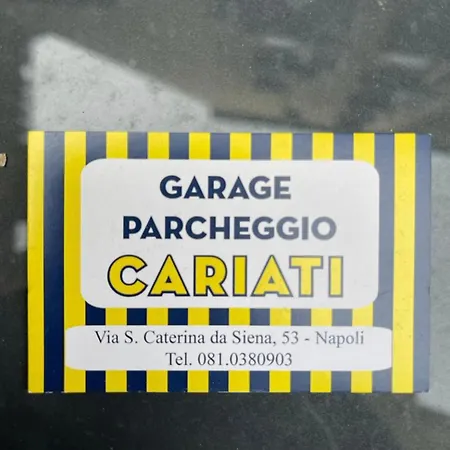 GARAGE
PARCHEGGIO
CARIATI
Via S. Caterina da Siena, 53 - Napoli
Tel. 081.0380903